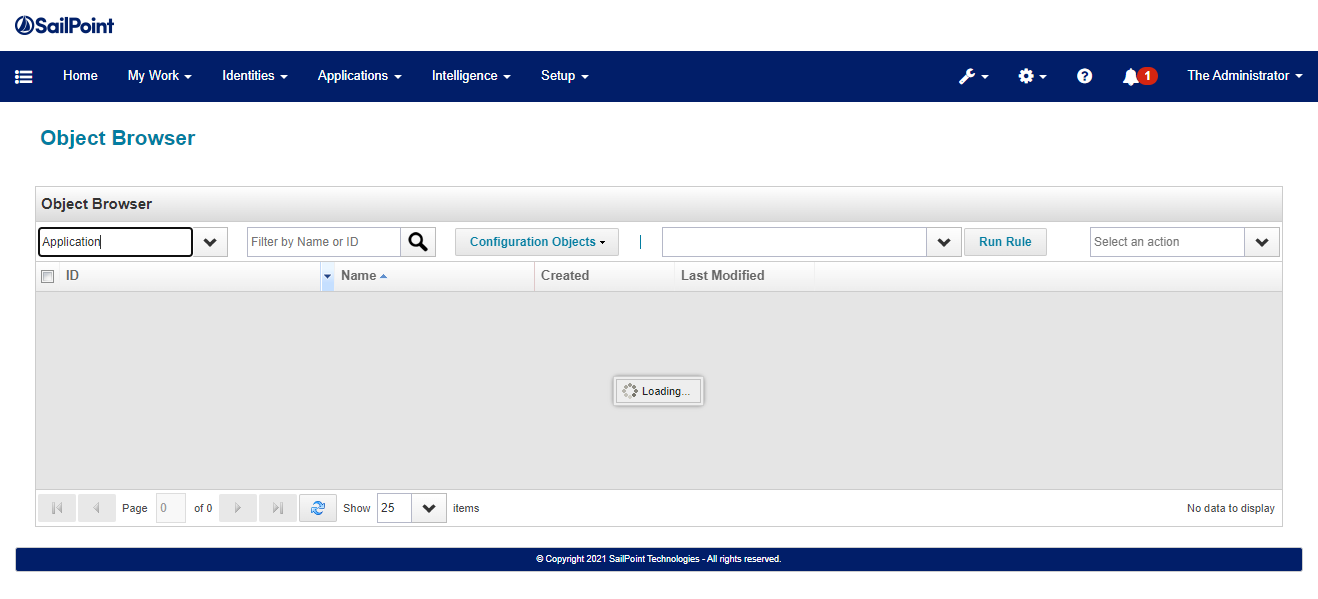 SailPoint
Home My Work Identities Applications Intelligence Setup 1 The Administrator
Object Browser
Object Browser
Application Filter by Name or ID Configuration Objects | Run Rule Select an action
ID Name Created Last Modified
Loading...
Page 0 of 0 Show 25 items No data to display
© Copyright 2021 SailPoint Technologies - All rights reserved.